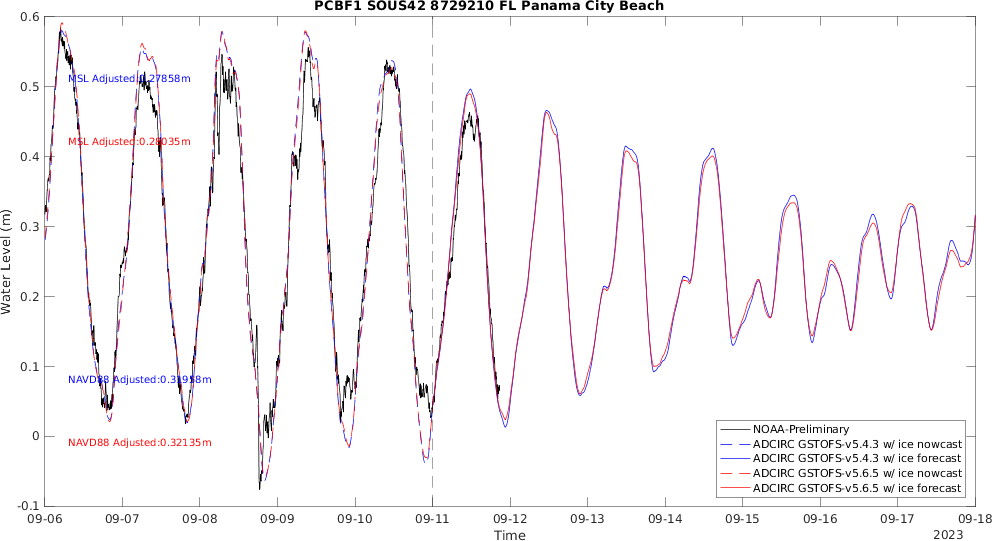 PCBF1 SOUS42 8729210 FL Panama City Beach
0.6
0.5
0.4
0.3
0.2
0.1
0
-0.1
Water Level (m)
MSL Adjusted:0.27858m
MSL Adjusted:0.28035m
NAVD88 Adjusted:0.31958m
NAVD88 Adjusted:0.32135m
NOAA-Preliminary
ADCIRC GSTOFS-v5.4.3 w/ ice nowcast
ADCIRC GSTOFS-v5.4.3 w/ ice forecast
ADCIRC GSTOFS-v5.6.5 w/ ice nowcast
ADCIRC GSTOFS-v5.6.5 w/ ice forecast
09-06 09-07 09-08 09-09 09-10 09-11 09-12 09-13 09-14 09-15 09-16 09-17 09-18
Time
2023